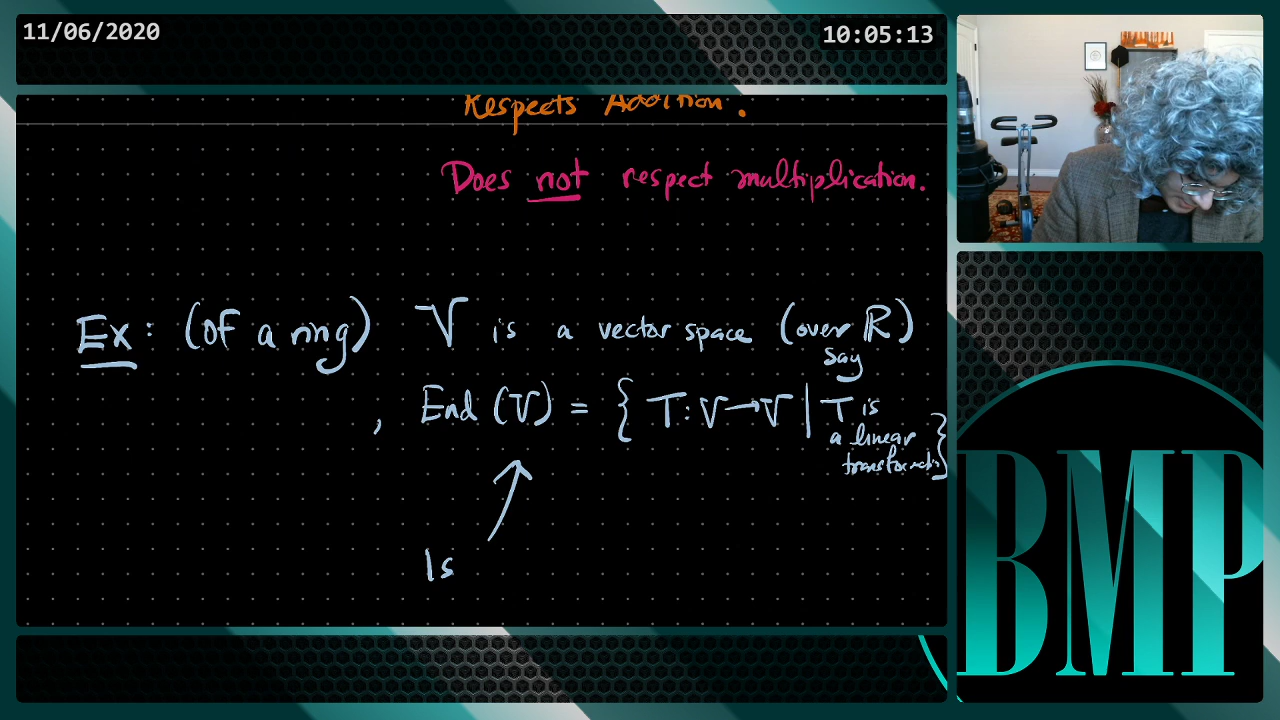 11/06/2020
10:05:13
Respects Addition.
Does not respect multiplication.
Ex: (of a ring) V is a vector space (over ℝ)
say
, End (V) = { T: V → V | T is
a linear
transformation }
Is
BMP